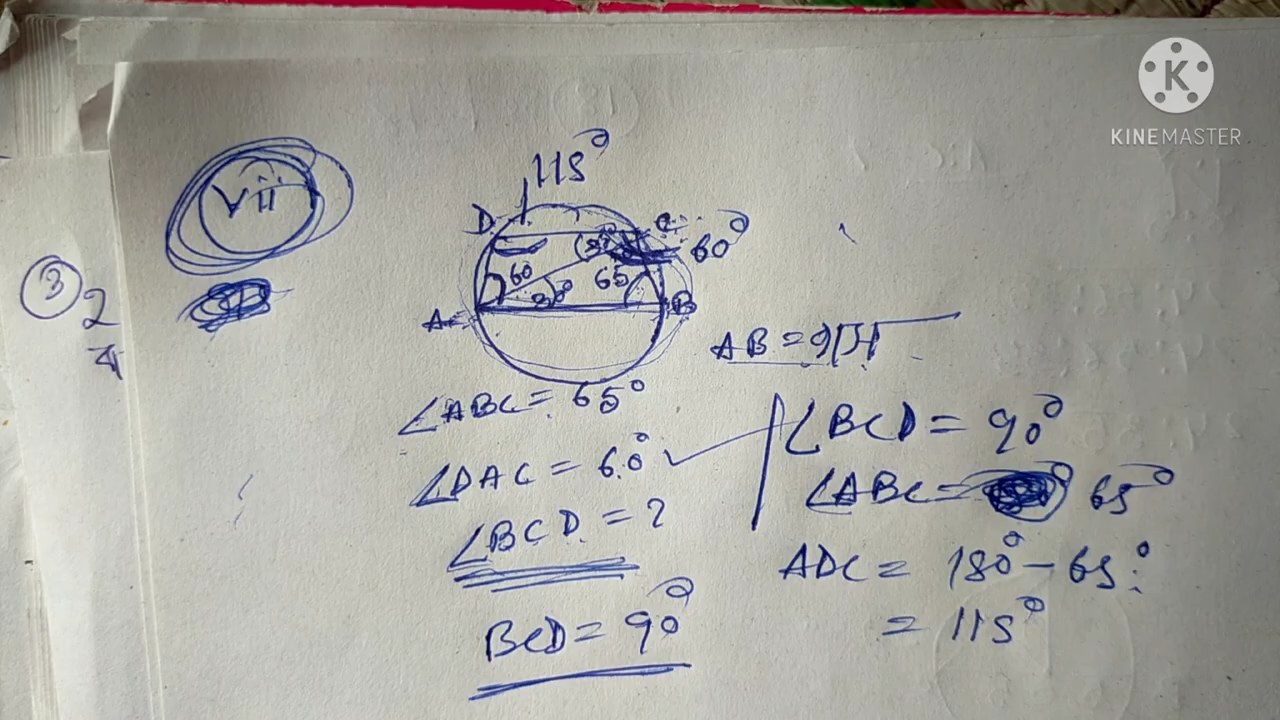 KINEMASTER
vii
3
2
115°
D
C
60
60°
30
65
A
B
AB = व्यास
∠ABC = 65°
∠DAC = 60°
∠BCD = ?
BCD = 90°
∠BCD = 90°
∠ABC = 65°
ADC = 180° - 65°
= 115°